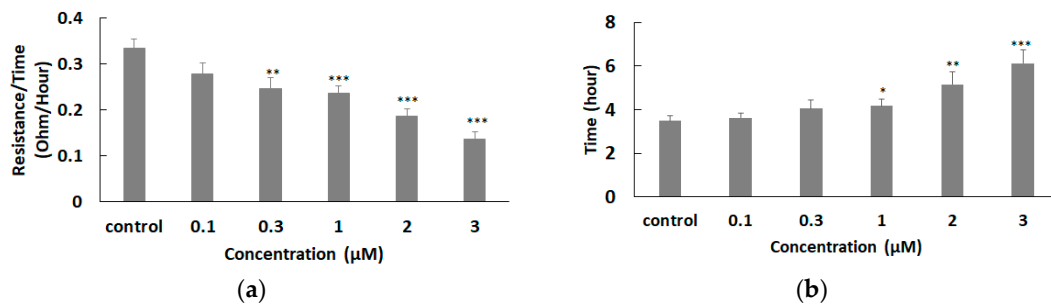 Resistance/Time
(Ohm/Hour)
0.4
0.3
0.2
0.1
0
**
***
***
***
control 0.1 0.3 1 2 3
Concentration (µM)
(a)
Time (hour)
8
6
4
2
0
*
**
***
control 0.1 0.3 1 2 3
Concentration (µM)
(b)